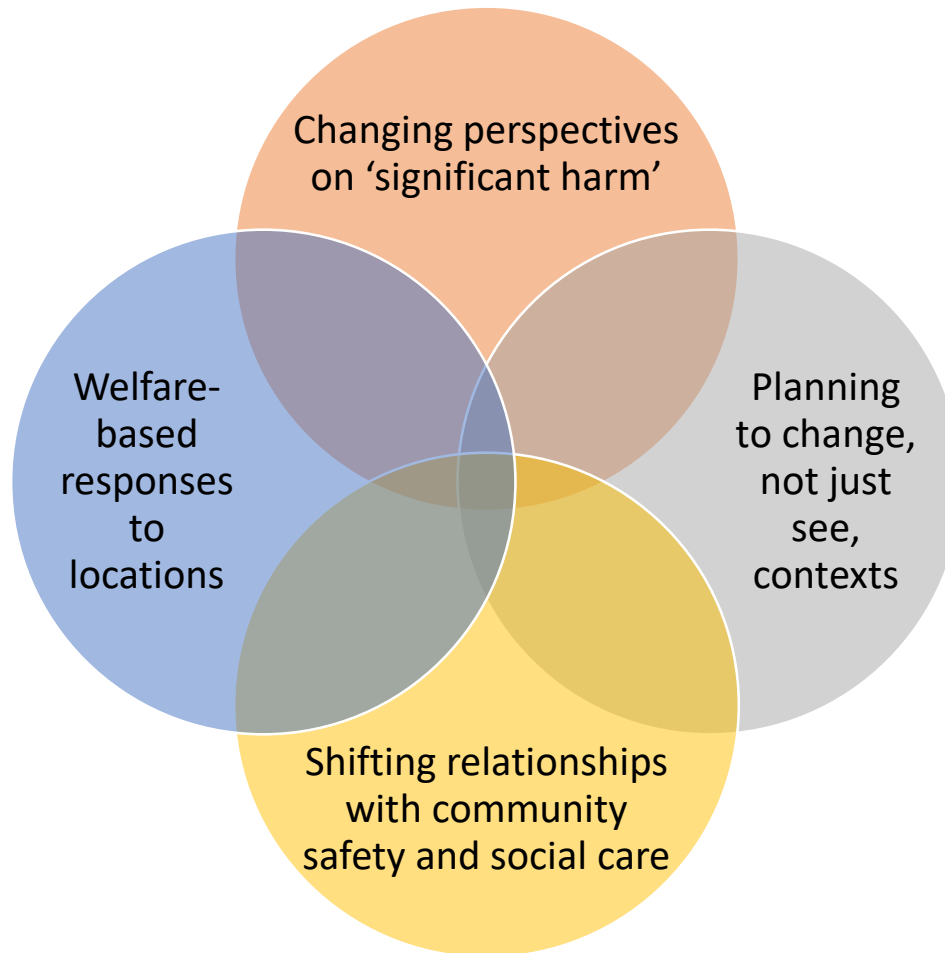 Changing perspectives
on ‘significant harm’
Welfare-
based
responses
to
locations
Planning
to change,
not just
see,
contexts
Shifting relationships
with community
safety and social care